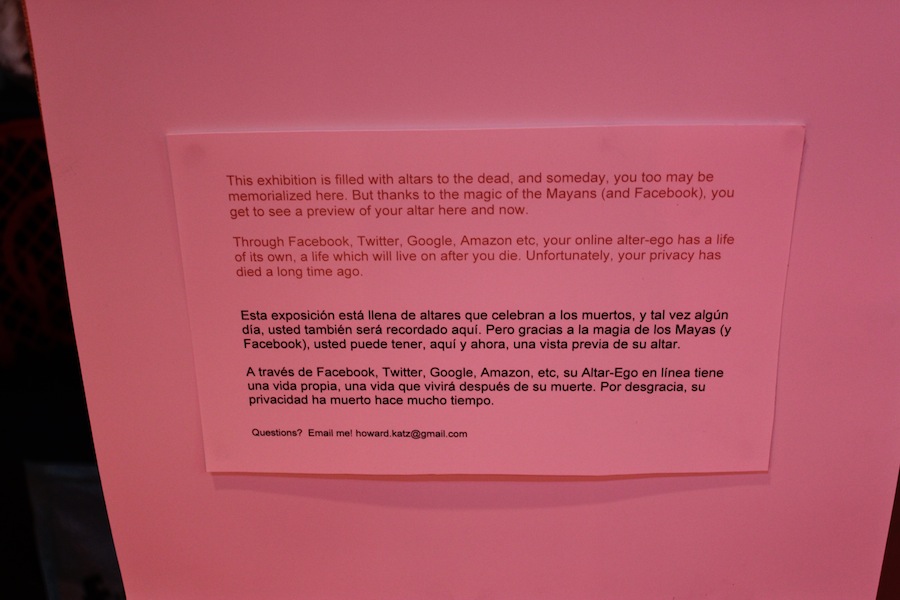 This exhibition is filled with altars to the dead, and someday, you too may be
memorialized here. But thanks to the magic of the Mayans (and Facebook), you
get to see a preview of your altar here and now.
Through Facebook, Twitter, Google, Amazon etc, your online alter-ego has a life
of its own, a life which will live on after you die. Unfortunately, your privacy has
died a long time ago.
Esta exposición está llena de altares que celebran a los muertos, y tal vez algún
día, usted también será recordado aquí. Pero gracias a la magia de los Mayas (y
Facebook), usted puede tener, aquí y ahora, una vista previa de su altar.
A través de Facebook, Twitter, Google, Amazon, etc, su Altar-Ego en línea tiene
una vida propia, una vida que vivirá después de su muerte. Por desgracia, su
privacidad ha muerto hace mucho tiempo.
Questions? Email me! howard.katz@gmail.com